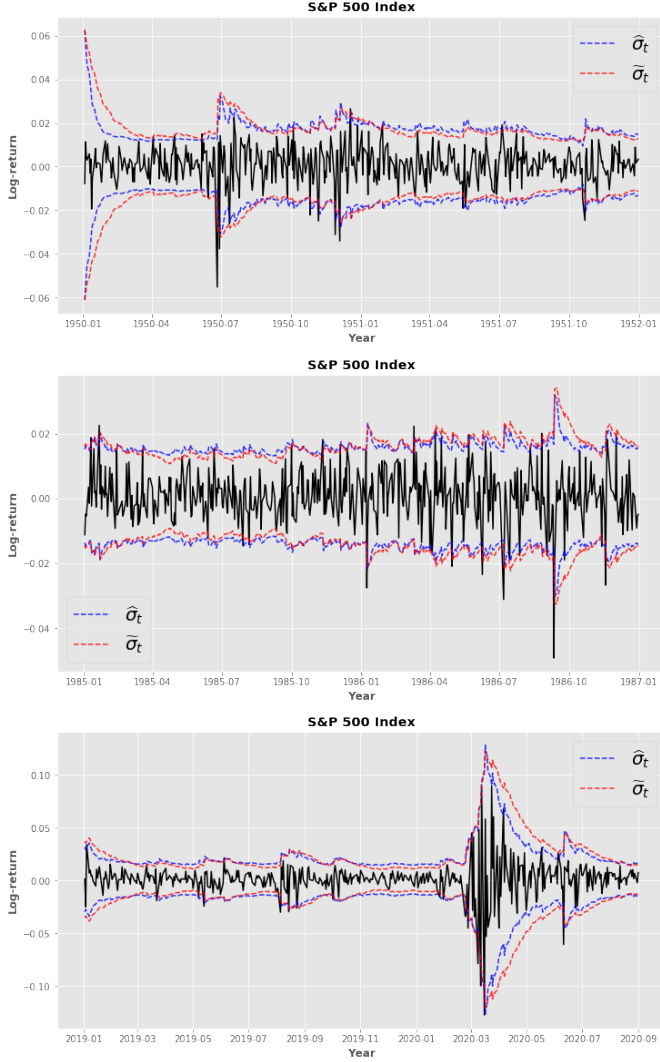 S&P 500 Index
0.06
0.04
0.02
0.00
−0.02
−0.04
−0.06
Log-return
σ̂t
σ̃t
1950-01 1950-04 1950-07 1950-10 1951-01 1951-04 1951-07 1951-10 1952-01
Year
S&P 500 Index
0.02
0.00
−0.02
−0.04
Log-return
σ̂t
σ̃t
1985-01 1985-04 1985-07 1985-10 1986-01 1986-04 1986-07 1986-10 1987-01
Year
S&P 500 Index
0.10
0.05
0.00
−0.05
−0.10
Log-return
σ̂t
σ̃t
2019-01 2019-03 2019-05 2019-07 2019-09 2019-11 2020-01 2020-03 2020-05 2020-07 2020-09
Year